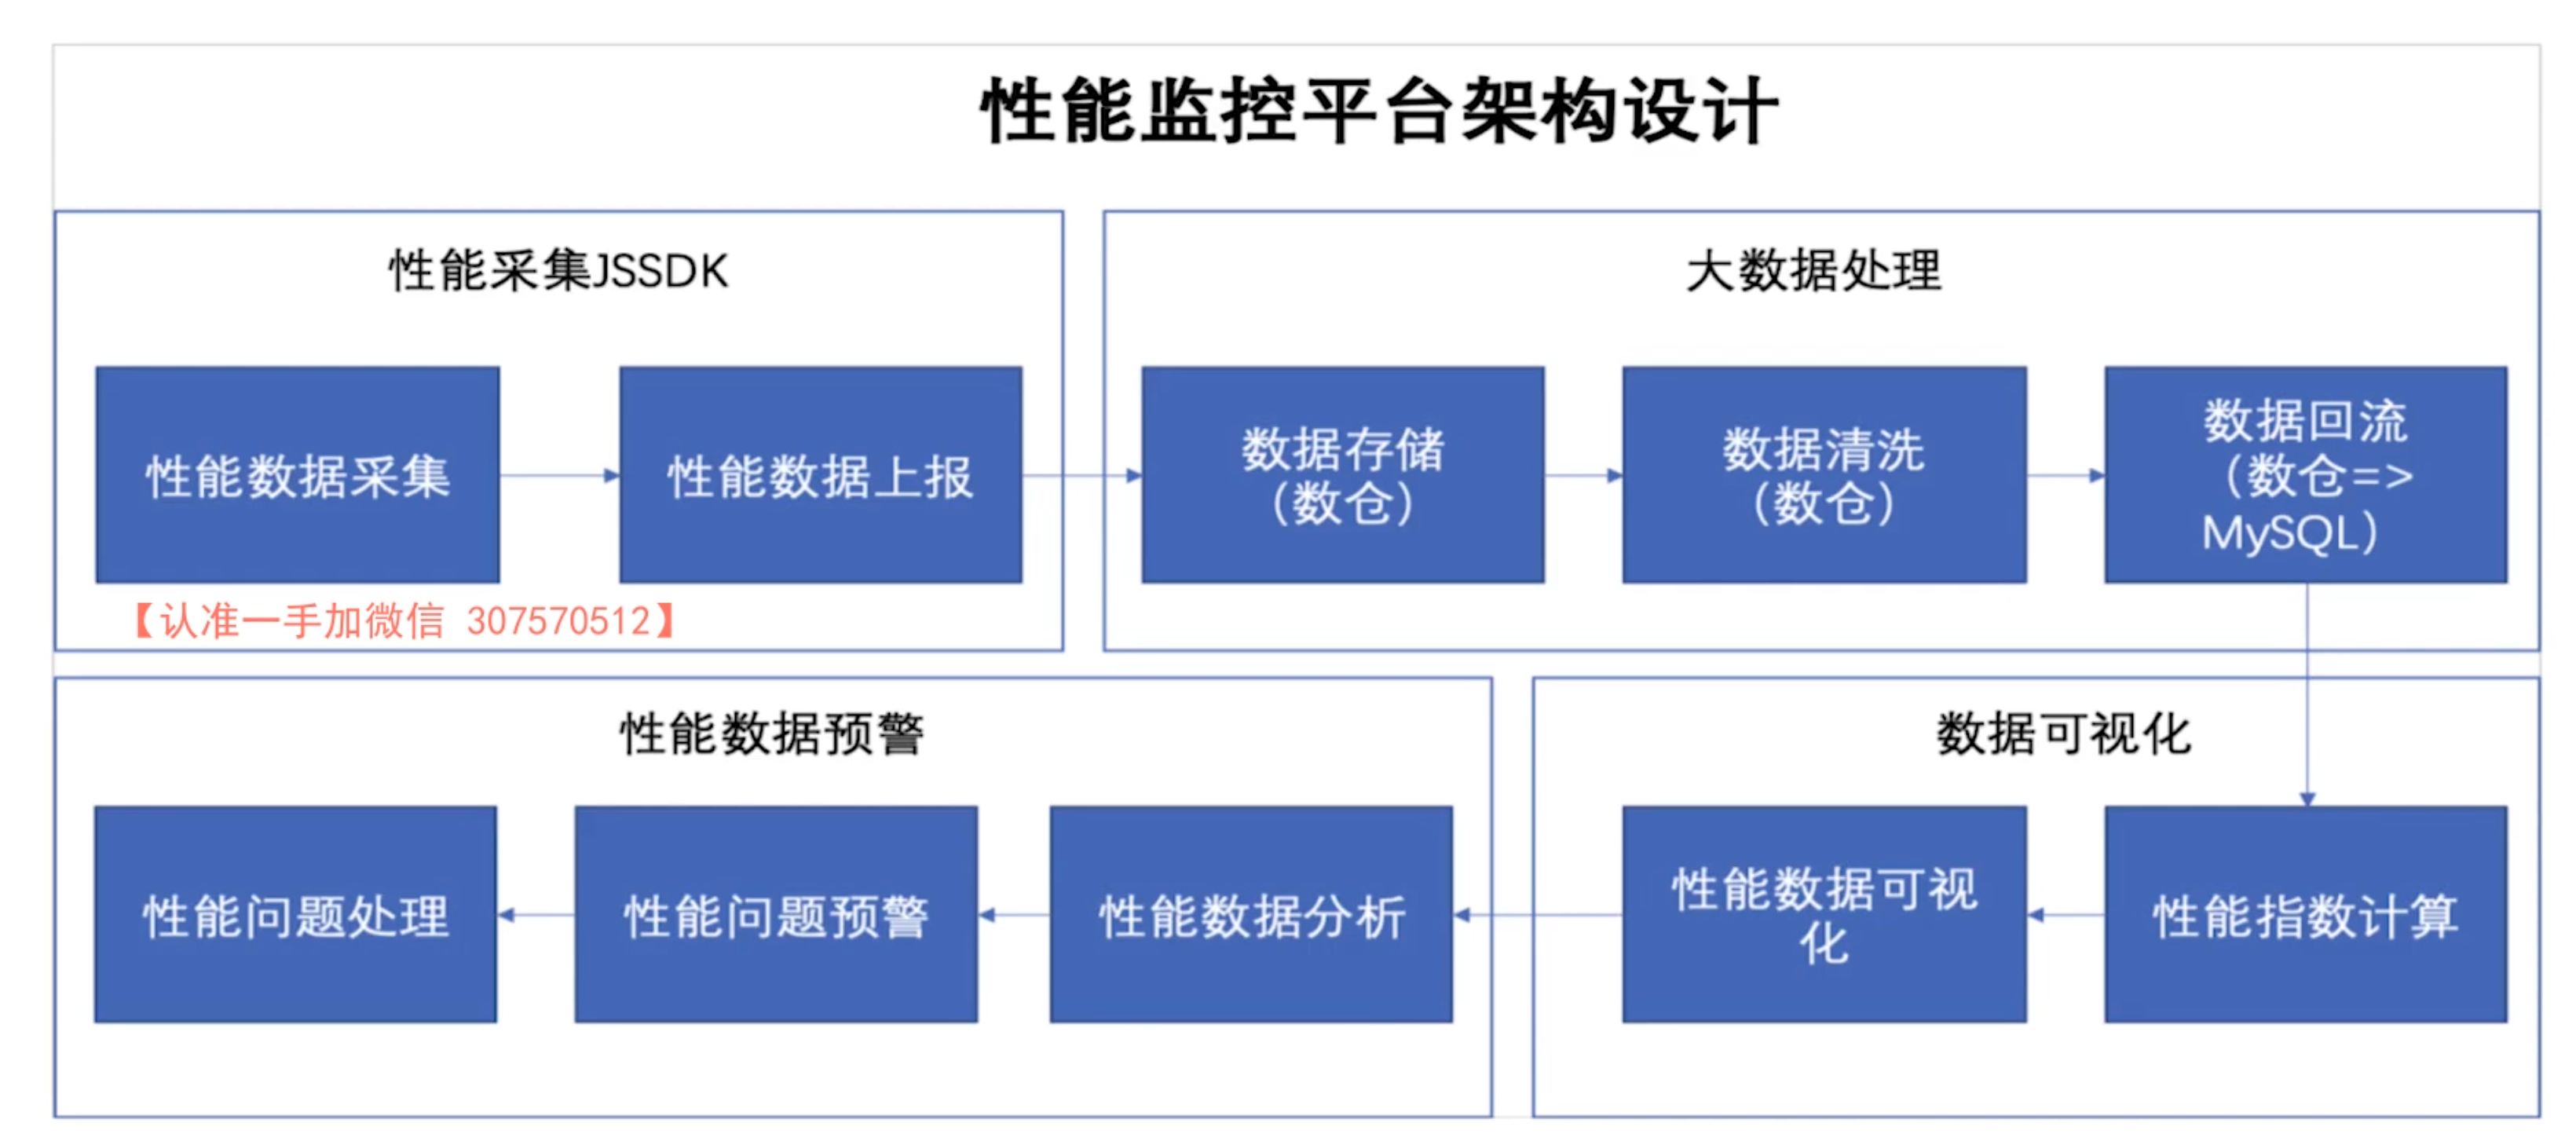 性能监控平台架构设计
性能采集JSSDK
性能数据采集
性能数据上报
【认准一手加微信 307570512】
大数据处理
数据存储
（数仓）
数据清洗
（数仓）
数据回流
（数仓=>
MySQL）
数据可视化
性能指数计算
性能数据可视
化
性能数据预警
性能数据分析
性能问题预警
性能问题处理